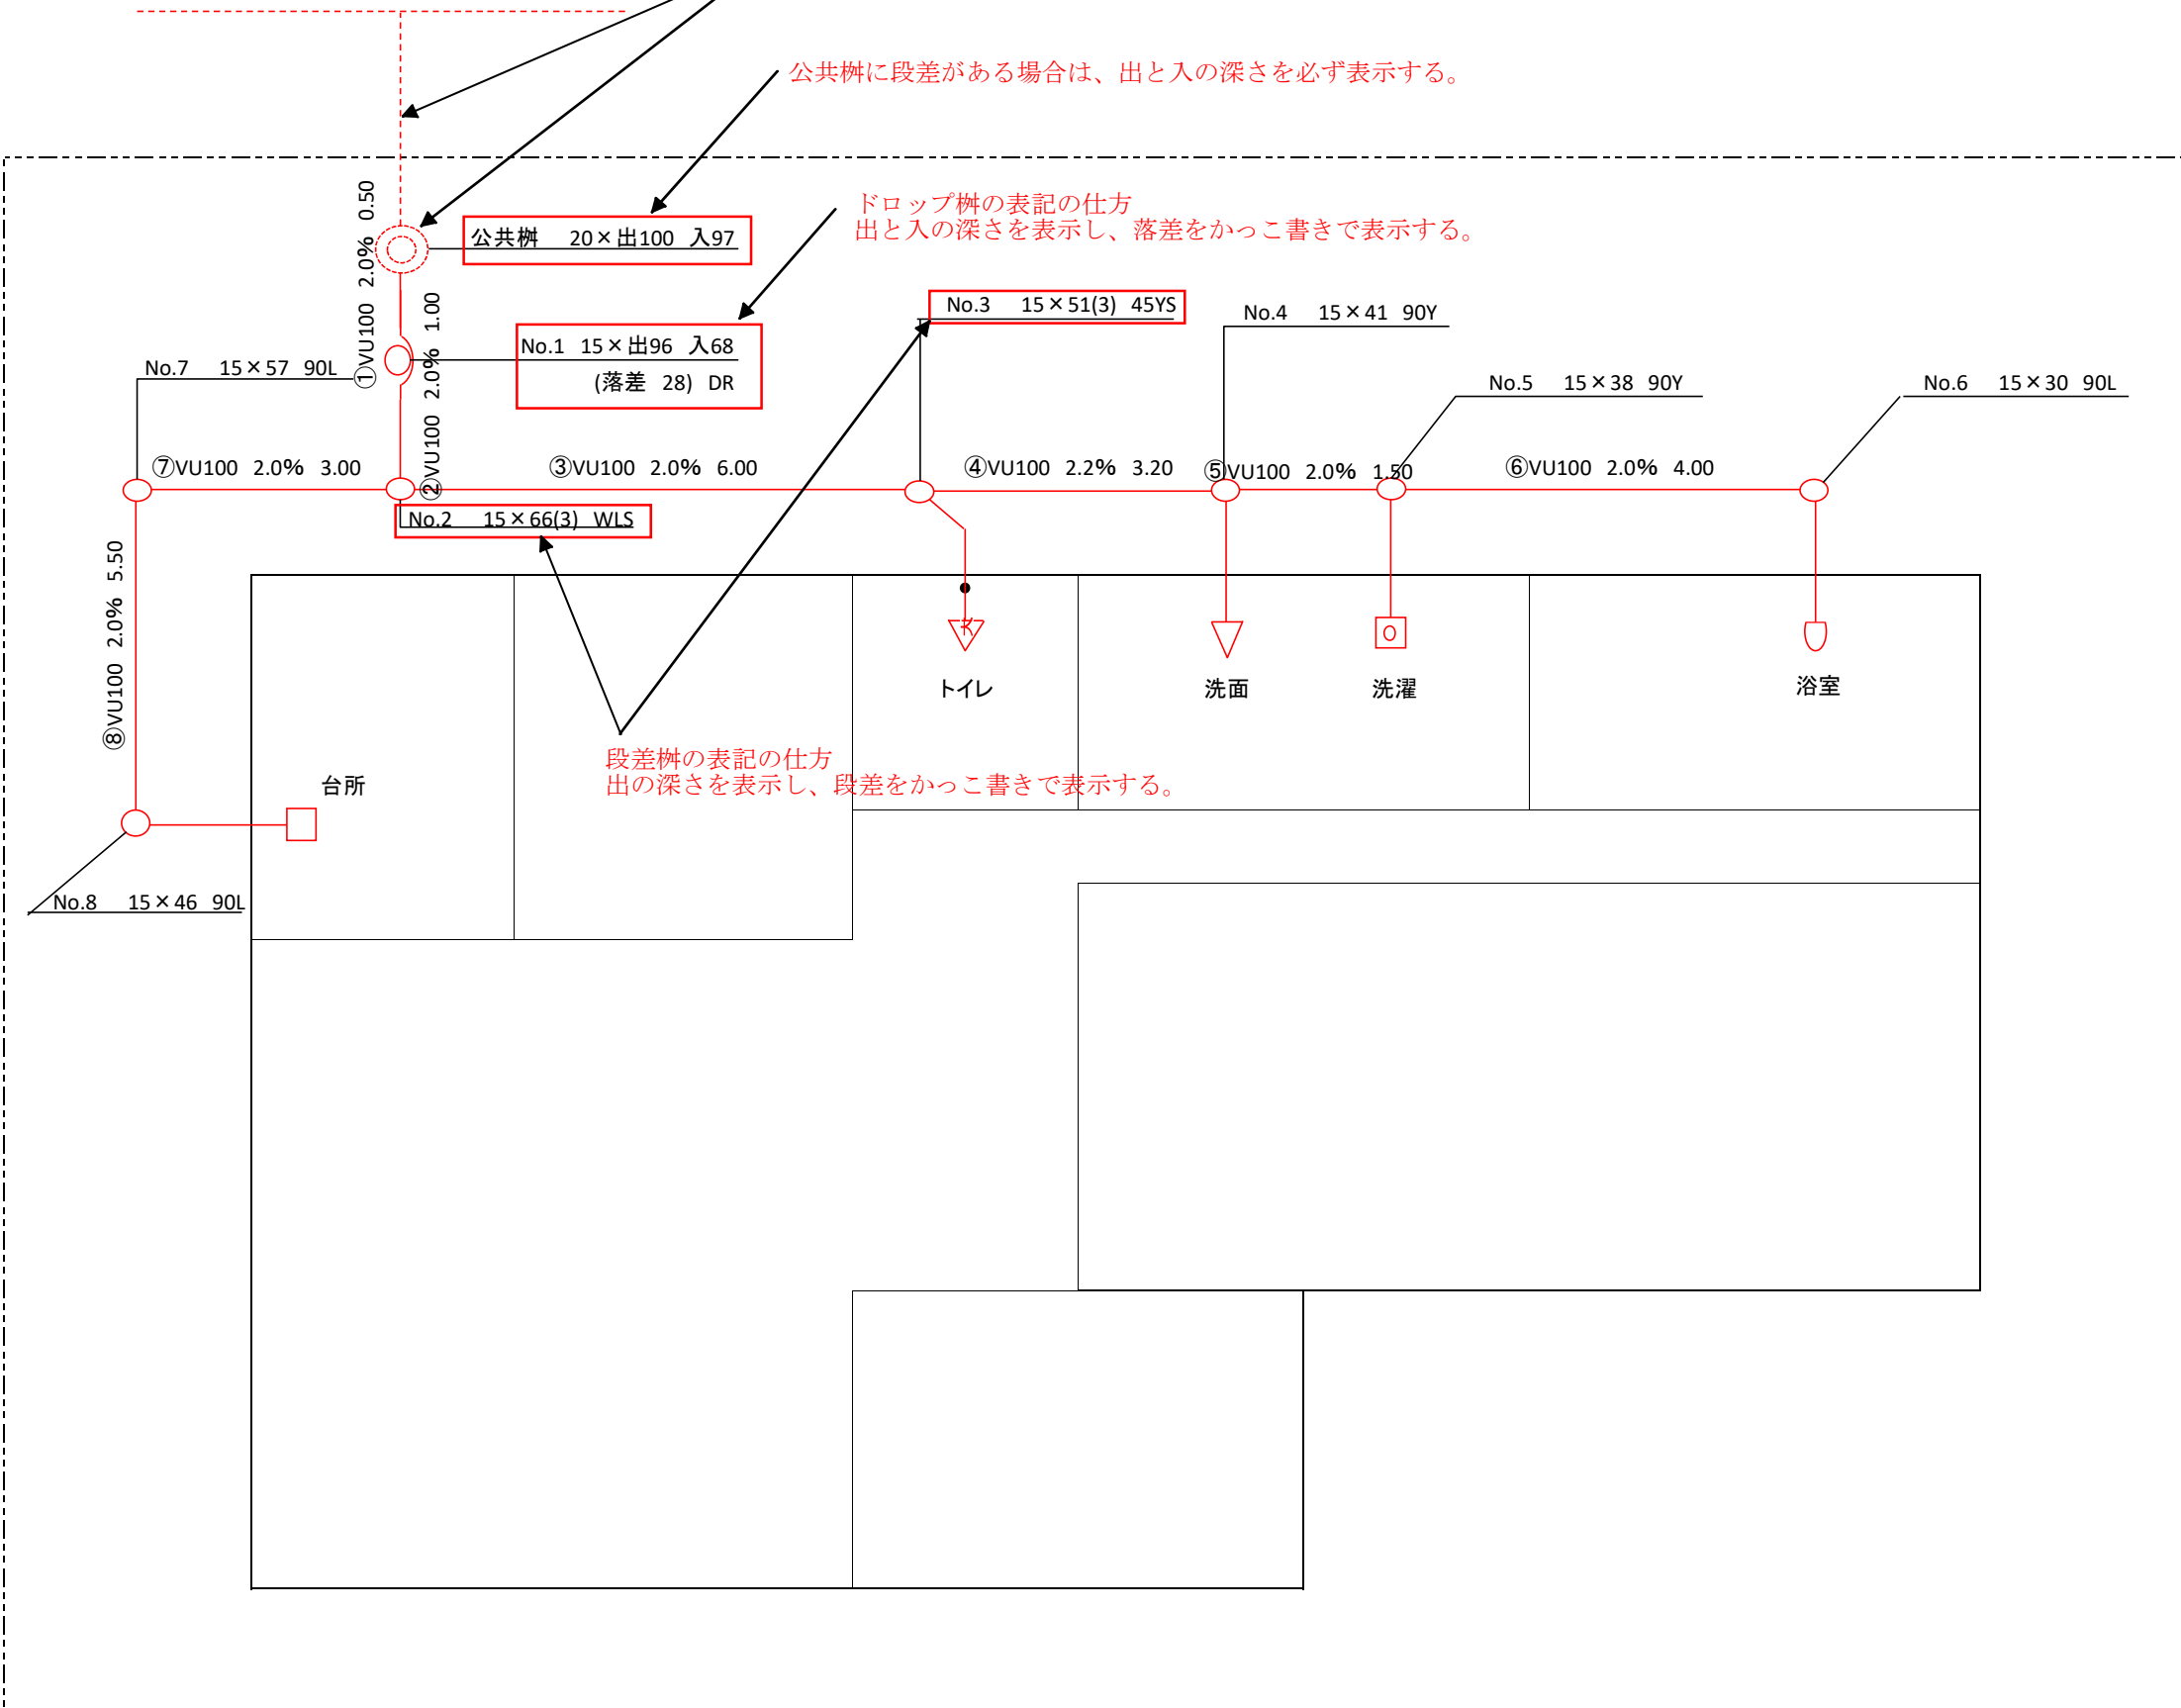 公共桝に段差がある場合は、出と入の深さを必ず表示する。
ドロップ桝の表記の仕方
出と入の深さを表示し、落差をかっこ書きで表示する。
公共桝 20×出100 入97
①VU100 2.0% 0.50
No.1 15×出96 入68
(落差 28) DR
②VU100 2.0% 1.00
No.3 15×51(3) 45YS
No.4 15×41 90Y
No.7 15×57 90L
No.5 15×38 90Y
No.6 15×30 90L
⑦VU100 2.0% 3.00
③VU100 2.0% 6.00
④VU100 2.2% 3.20
⑤VU100 2.0% 1.50
⑥VU100 2.0% 4.00
No.2 15×66(3) WLS
⑧VU100 2.0% 5.50
大
トイレ
洗面
洗濯
浴室
段差桝の表記の仕方
出の深さを表示し、段差をかっこ書きで表示する。
台所
No.8 15×46 90L